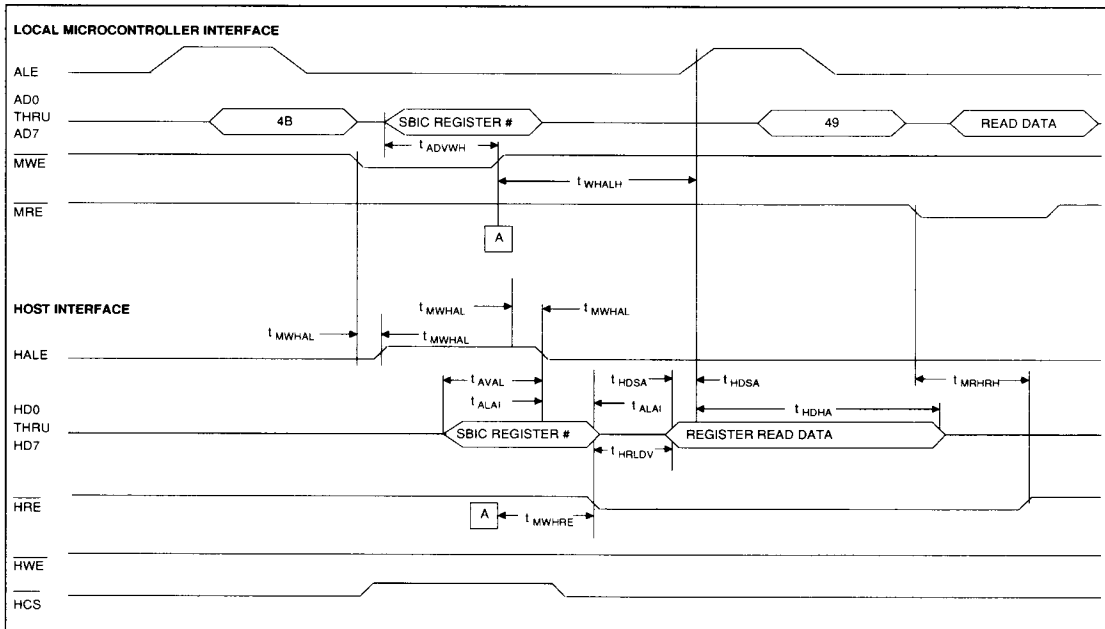 LOCAL MICROCONTROLLER INTERFACE
ALE
AD0
THRU
AD7
4B
SBIC REGISTER #
49
READ DATA
t ADVWH
MWE
t WHALH
MRE
A
HOST INTERFACE
t MWHAL
t MWHAL
t MWHAL
t MWHAL
HALE
t AVAL
t HDSA
t HDSA
t MRHRH
t ALAI
t ALAI
t HDHA
HD0
THRU
HD7
SBIC REGISTER #
REGISTER READ DATA
t HRLDV
HRE
A
t MWHRE
HWE
HCS